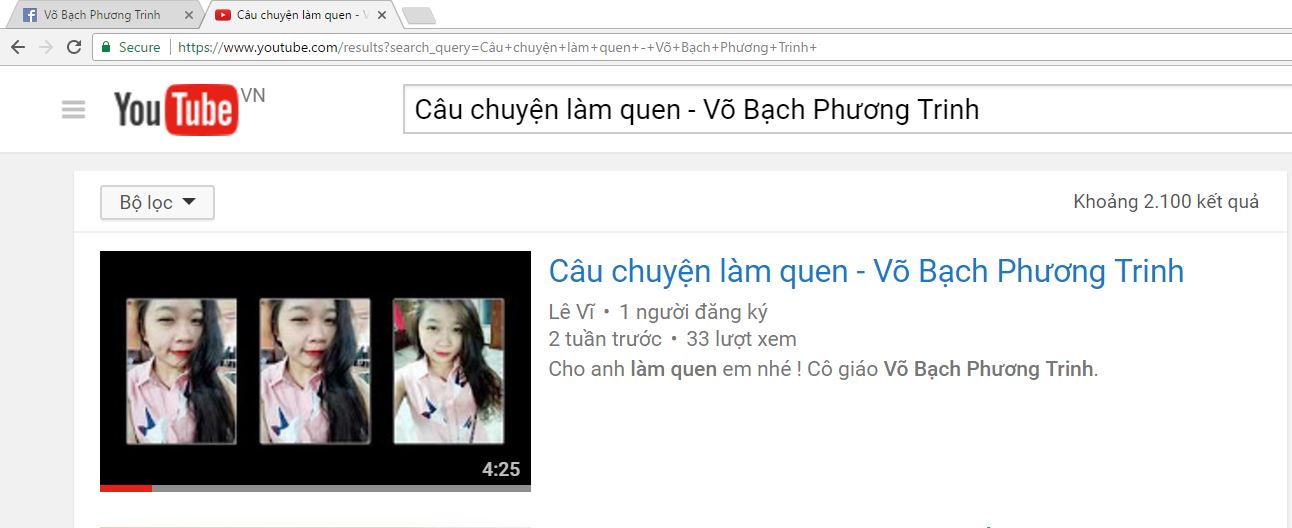 Võ Bạch Phương Trinh
Câu chuyện làm quen - V
Secure
https://www.youtube.com/results?search_query=Câu+chuyện+làm+quen+-+Võ+Bạch+Phương+Trinh+
YouTube VN
Câu chuyện làm quen - Võ Bạch Phương Trinh
Bộ lọc
Khoảng 2.100 kết quả
Câu chuyện làm quen - Võ Bạch Phương Trinh
Lê Vĩ • 1 người đăng ký
2 tuần trước • 33 lượt xem
Cho anh làm quen em nhé ! Cô giáo Võ Bạch Phương Trinh.
4:25